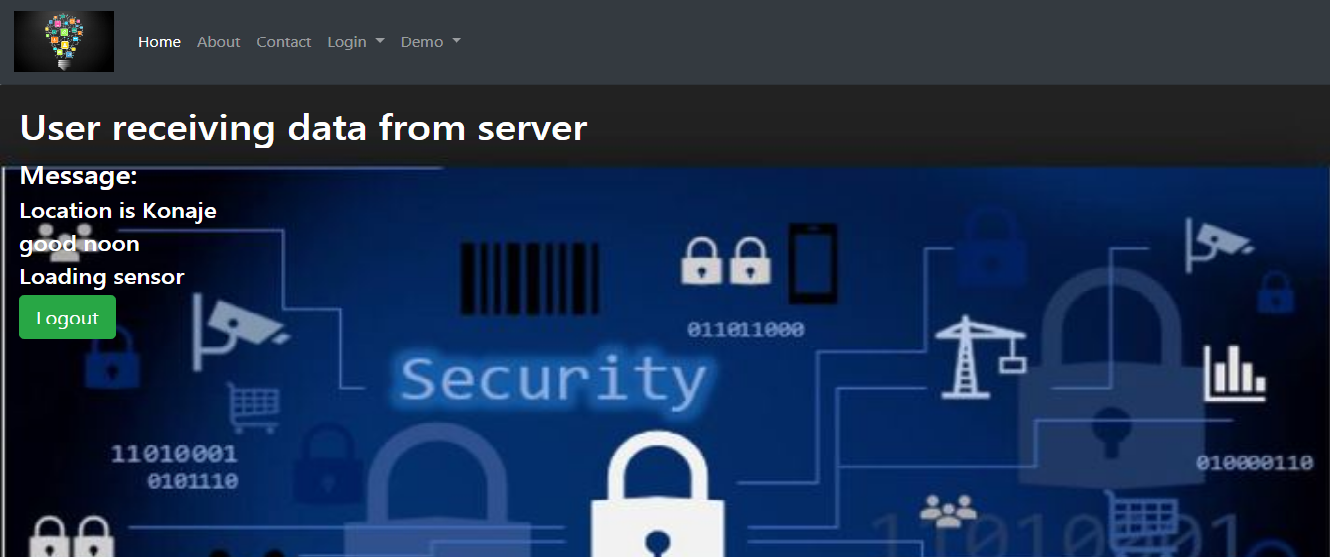 Home About Contact Login Demo
User receiving data from server
Message:
Location is Konaje
good noon
Loading sensor
Logout
011011000
Security
11010001
0101110
010000110